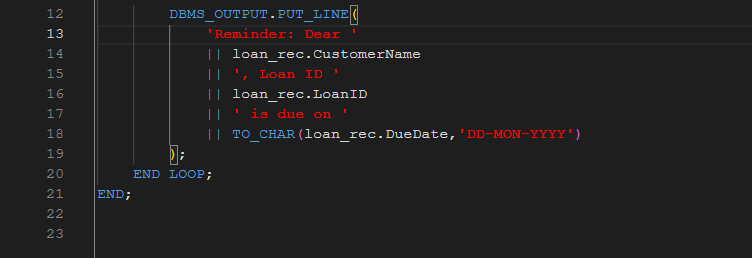 12 DBMS_OUTPUT.PUT_LINE(
13 'Reminder: Dear '
14 || loan_rec.CustomerName
15 || ', Loan ID '
16 || loan_rec.LoanID
17 || ' is due on '
18 || TO_CHAR(loan_rec.DueDate,'DD-MON-YYYY')
19 );
20 END LOOP;
21 END;
22
23